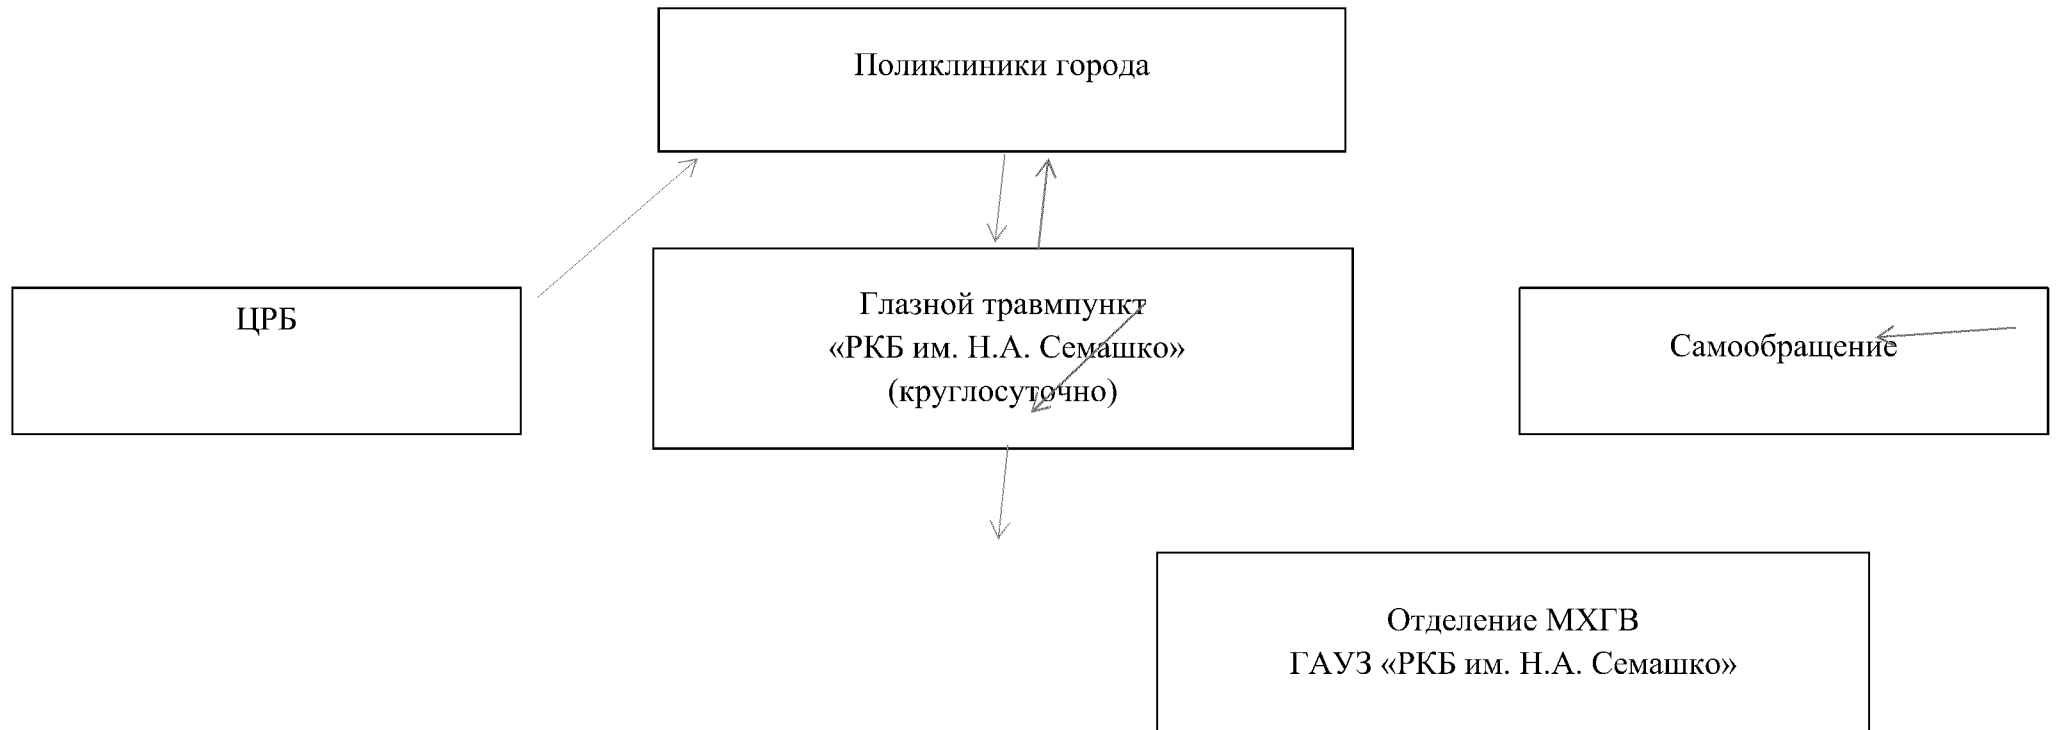 Поликлиники города
ЦРБ
Глазной травмпункт
«РКБ им. Н.А. Семашко»
(круглосуточно)
Самообращение
Отделение МХГВ
ГАУЗ «РКБ им. Н.А. Семашко»